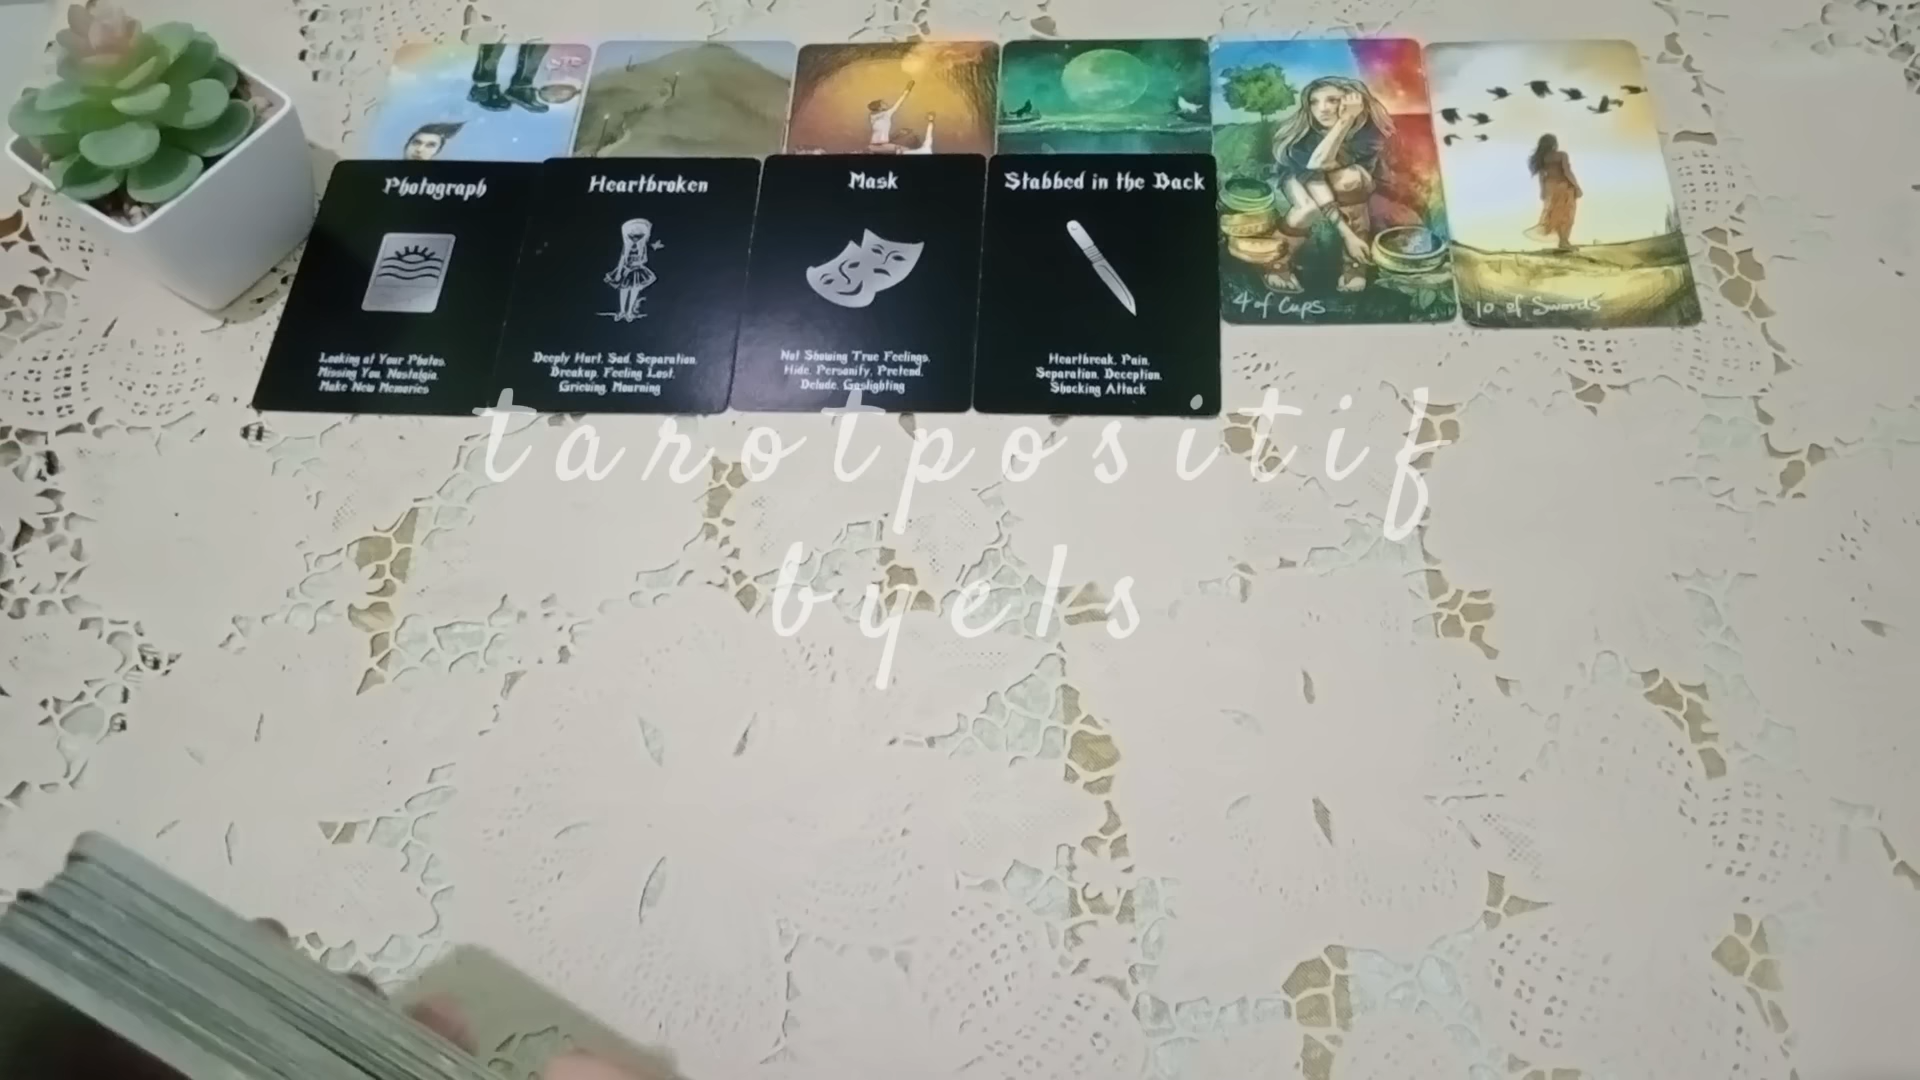 Photograph
Looking at Your Photos.
Missing You. Nostalgia.
Make New Memories
Heartbroken
Deeply Hurt. Sad. Separation.
Breakup. Feeling Lost.
Grieving. Mourning
Mask
Not Showing True Feelings.
Hide. Personify. Pretend.
Delude. Gaslighting
Stabbed in the Back
Heartbreak. Pain.
Separation. Deception.
Shocking Attack
4 of Cups
10 of Swords
tarotpositif
byels